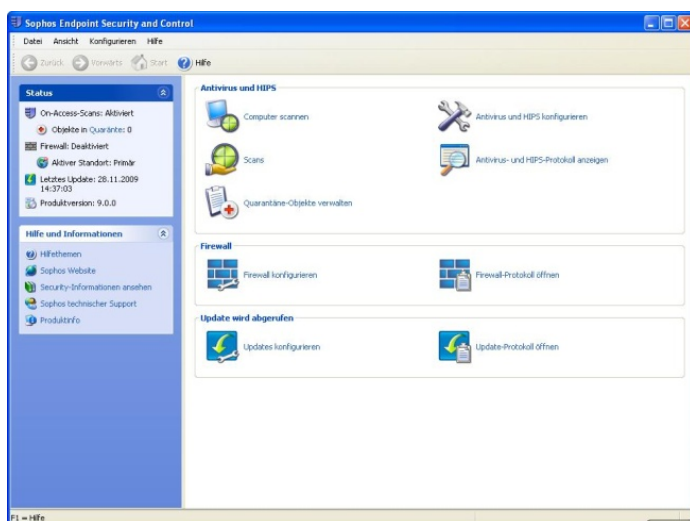 Sophos Endpoint Security and Control
Datei Ansicht Konfigurieren Hilfe
Zurück Vorwärts Start Hilfe
Status
On-Access-Scans: Aktiviert
Objekte in Quaränte: 0
Firewall: Deaktiviert
Aktiver Standort: Primär
Letztes Update: 28.11.2009
14:37:03
Produktversion: 9.0.0
Hilfe und Informationen
Hilfethemen
Sophos Website
Security-Informationen ansehen
Sophos technischer Support
Produktinfo
Antivirus und HIPS
Computer scannen
Antivirus und HIPS konfigurieren
Scans
Antivirus- und HIPS-Protokoll anzeigen
Quarantäne-Objekte verwalten
Firewall
Firewall konfigurieren
Firewall-Protokoll öffnen
Update wird abgerufen
Updates konfigurieren
Update-Protokoll öffnen
F1 = Hilfe